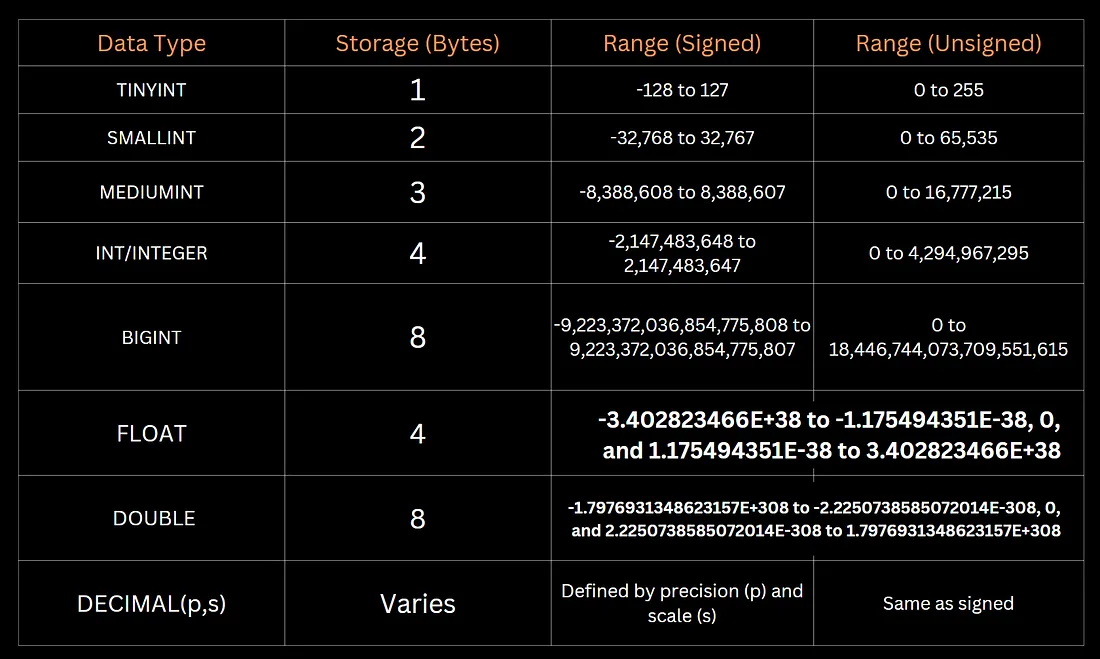 Data Type Storage (Bytes) Range (Signed) Range (Unsigned)
TINYINT 1 -128 to 127 0 to 255
SMALLINT 2 -32,768 to 32,767 0 to 65,535
MEDIUMINT 3 -8,388,608 to 8,388,607 0 to 16,777,215
INT/INTEGER 4 -2,147,483,648 to
2,147,483,647 0 to 4,294,967,295
BIGINT 8 -9,223,372,036,854,775,808 to
9,223,372,036,854,775,807 0 to
18,446,744,073,709,551,615
FLOAT 4 -3.402823466E+38 to -1.175494351E-38, 0,
and 1.175494351E-38 to 3.402823466E+38
DOUBLE 8 -1.7976931348623157E+308 to -2.2250738585072014E-308, 0,
and 2.2250738585072014E-308 to 1.7976931348623157E+308
DECIMAL(p,s) Varies Defined by precision (p) and
scale (s) Same as signed